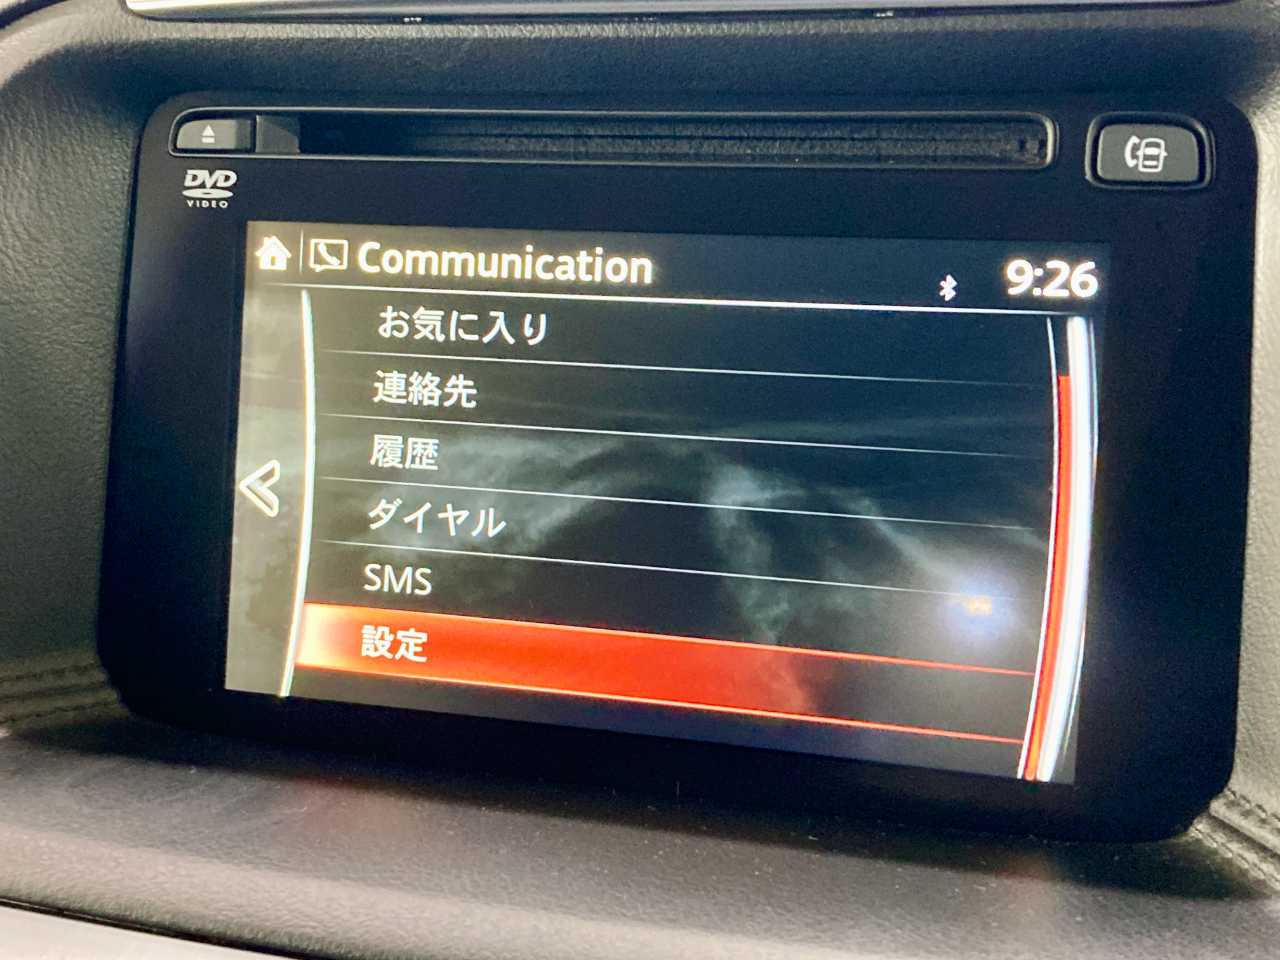 DVD
VIDEO
Communication
9:26
お気に入り
連絡先
履歴
ダイヤル
SMS
設定